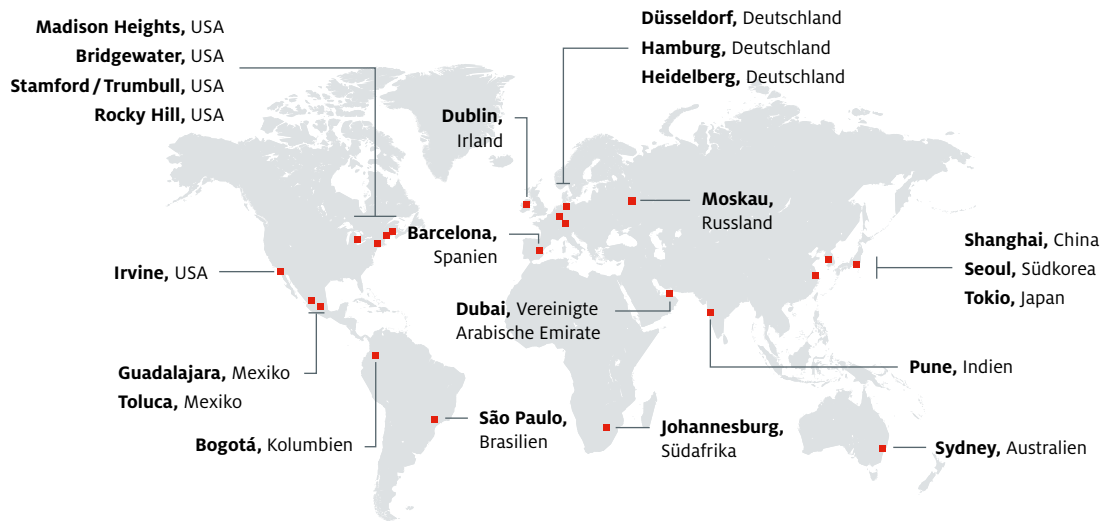 Madison Heights, USA
Bridgewater, USA
Stamford / Trumbull, USA
Rocky Hill, USA
Düsseldorf, Deutschland
Hamburg, Deutschland
Heidelberg, Deutschland
Dublin,
Irland
Moskau,
Russland
Barcelona,
Spanien
Shanghai, China
Seoul, Südkorea
Tokio, Japan
Irvine, USA
Dubai, Vereinigte
Arabische Emirate
Guadalajara, Mexiko
Toluca, Mexiko
Pune, Indien
Bogotá, Kolumbien
São Paulo,
Brasilien
Johannesburg,
Südafrika
Sydney, Australien